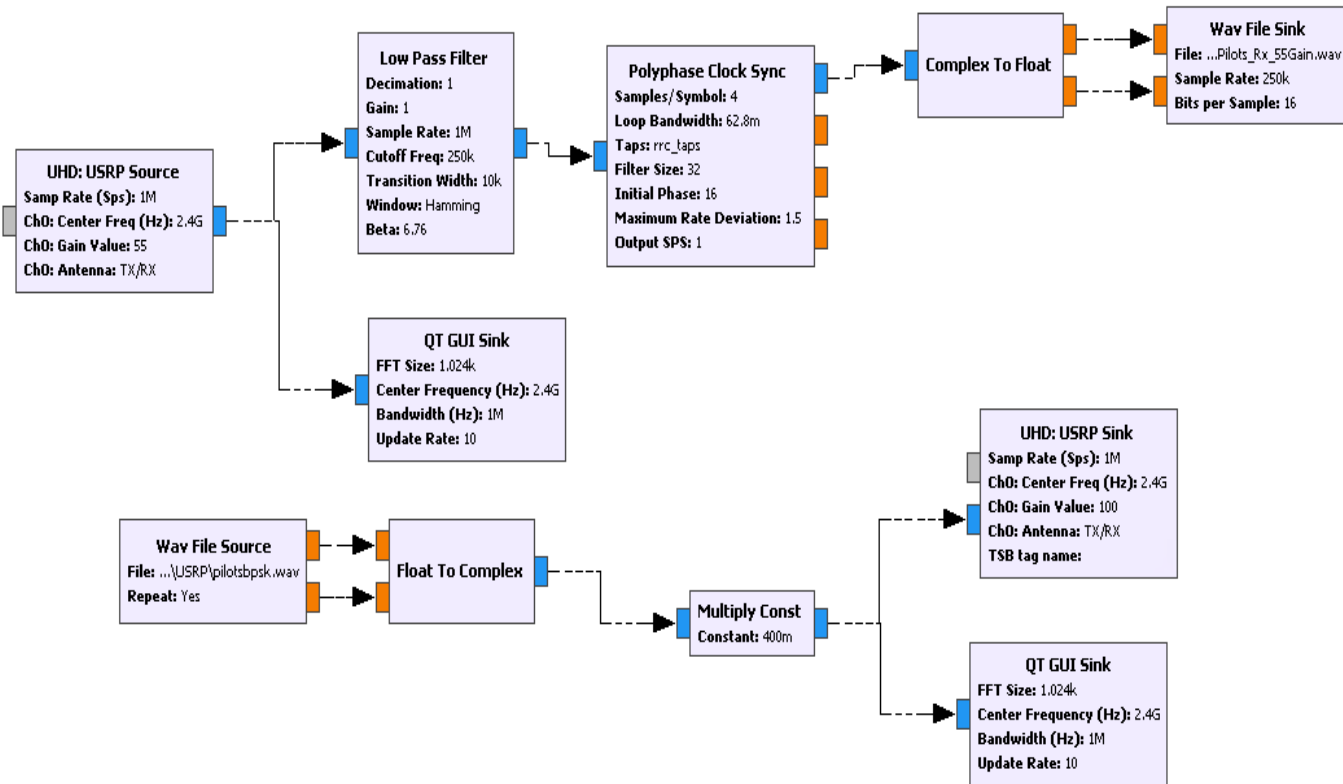 UHD: USRP Source
Samp Rate (Sps): 1M
Ch0: Center Freq (Hz): 2.4G
Ch0: Gain Value: 55
Ch0: Antenna: TX/RX
Low Pass Filter
Decimation: 1
Gain: 1
Sample Rate: 1M
Cutoff Freq: 250k
Transition Width: 10k
Window: Hamming
Beta: 6.76
Polyphase Clock Sync
Samples/Symbol: 4
Loop Bandwidth: 62.8m
Taps: rrc_taps
Filter Size: 32
Initial Phase: 16
Maximum Rate Deviation: 1.5
Output SPS: 1
Complex To Float
Wav File Sink
File: ...Pilots_Rx_55Gain.wav
Sample Rate: 250k
Bits per Sample: 16
QT GUI Sink
FFT Size: 1.024k
Center Frequency (Hz): 2.4G
Bandwidth (Hz): 1M
Update Rate: 10
Wav File Source
File: ...\USRP\pilotsbpsk.wav
Repeat: Yes
Float To Complex
Multiply Const
Constant: 400m
UHD: USRP Sink
Samp Rate (Sps): 1M
Ch0: Center Freq (Hz): 2.4G
Ch0: Gain Value: 100
Ch0: Antenna: TX/RX
TSB tag name:
QT GUI Sink
FFT Size: 1.024k
Center Frequency (Hz): 2.4G
Bandwidth (Hz): 1M
Update Rate: 10